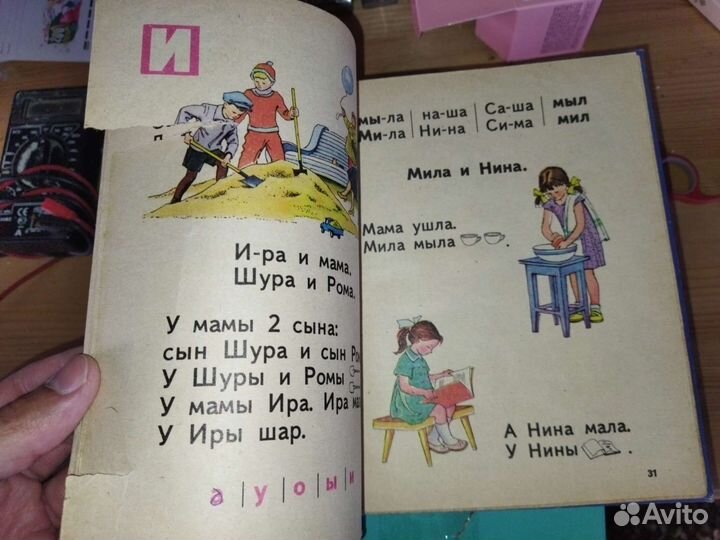 И
н
И-ра и мама.
Шура и Рома.
У мамы 2 сына:
сын Шура и сын
У Шуры и Ромы
У мамы Ира. Ира
У Иры шар.
а | у | о | ы | и
мы-ла | на-ша | Са-ша | мыл
Ми-ла | Ни-на | Си-ма | мил
Мила и Нина.
Мама ушла.
Мила мыла .
А Нина мала.
У Нины .
31
Avito